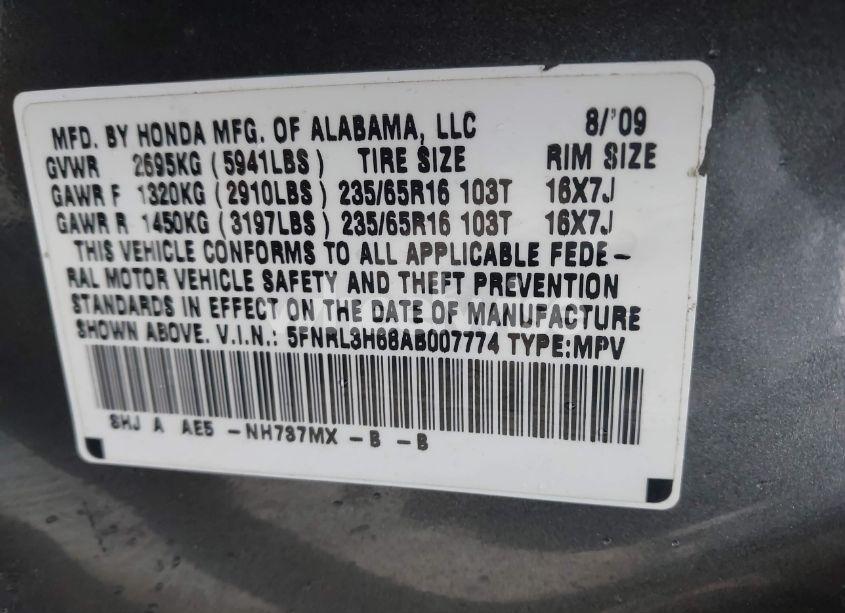 MFD. BY HONDA MFG. OF ALABAMA, LLC 8/'09
GVWR 2695KG (5941LBS) TIRE SIZE RIM SIZE
GAWR F 1320KG (2910LBS) 235/65R16 103T 16X7J
GAWR R 1450KG (3197LBS) 235/65R16 103T 16X7J
THIS VEHICLE CONFORMS TO ALL APPLICABLE FEDE-
RAL MOTOR VEHICLE SAFETY AND THEFT PREVENTION
STANDARDS IN EFFECT ON THE DATE OF MANUFACTURE
SHOWN ABOVE. V.I.N.: 5FNRL3H68AB007774 TYPE:MPV
SHJ A AE5 -NH737MX -B -B